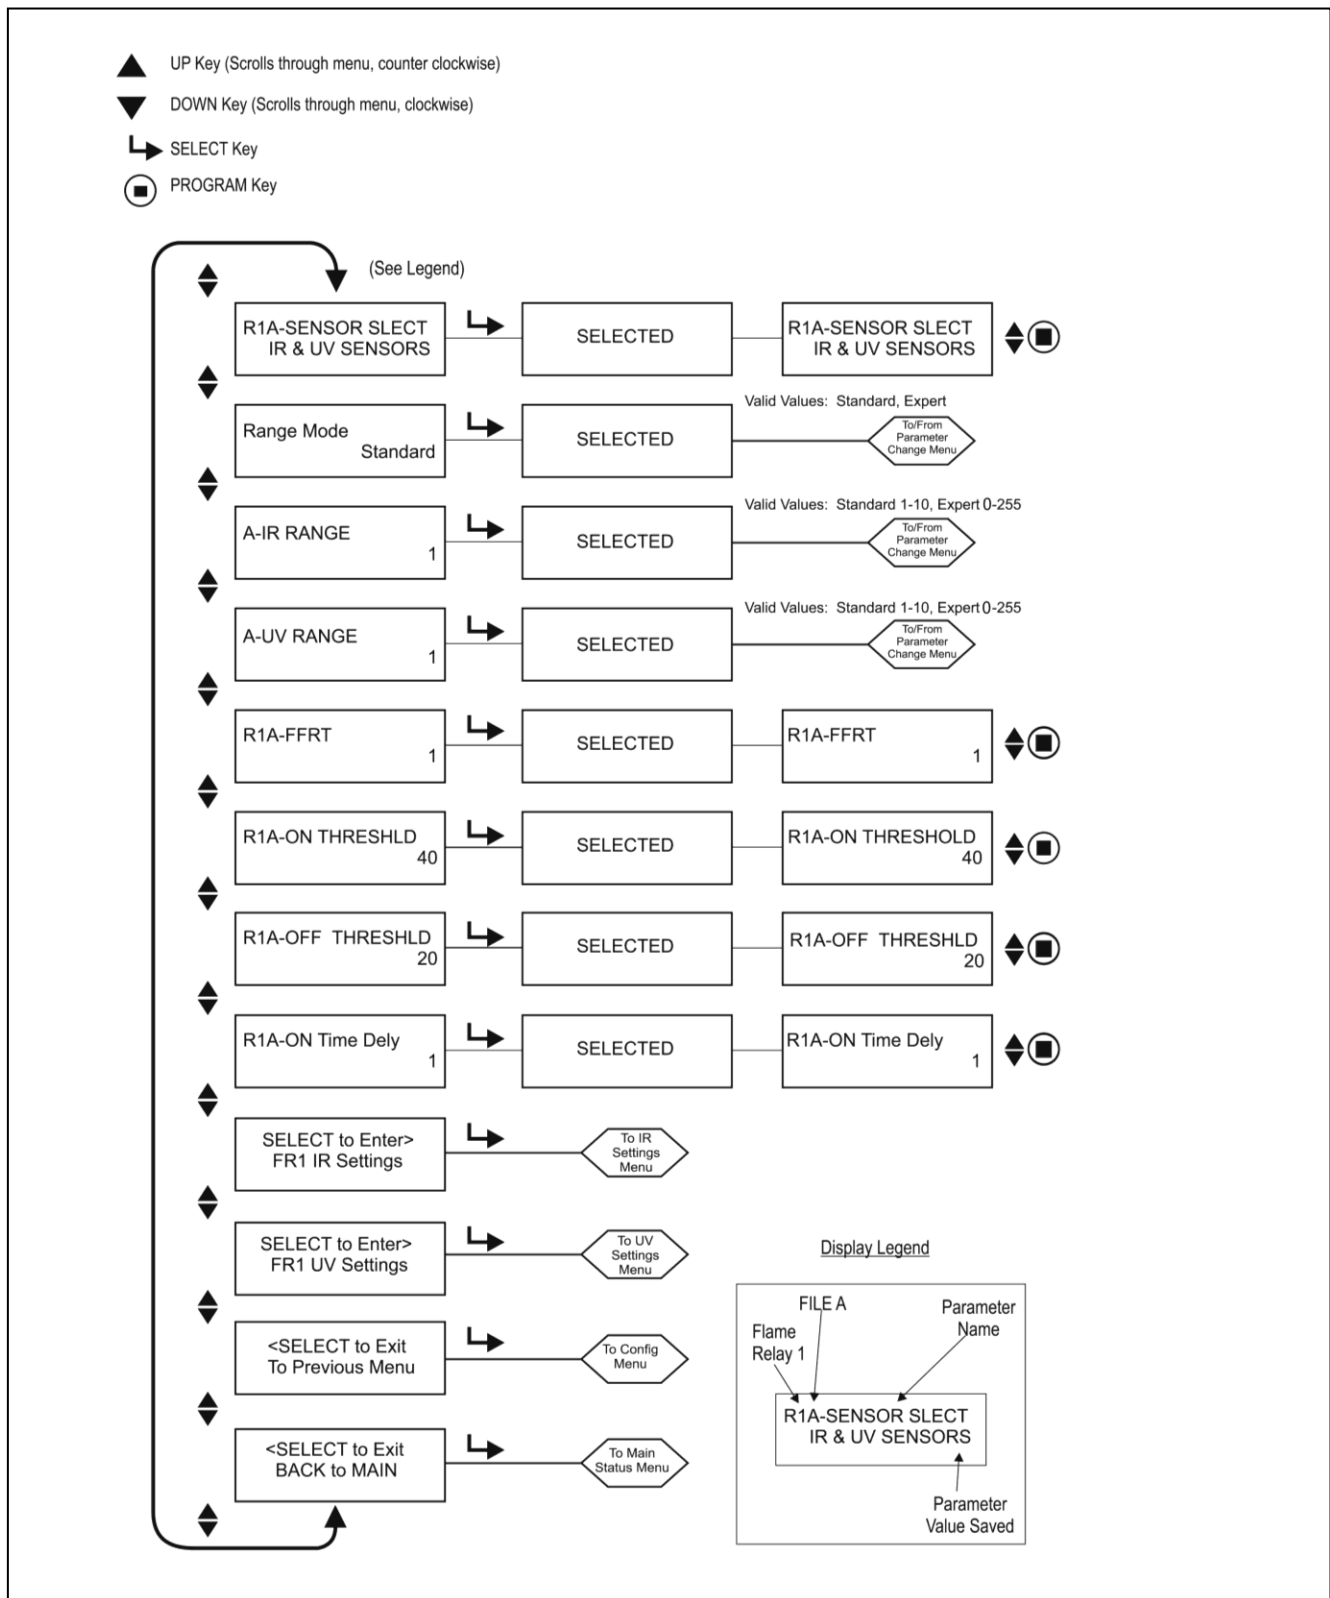 UP Key (Scrolls through menu, counter clockwise)
DOWN Key (Scrolls through menu, clockwise)
SELECT Key
PROGRAM Key
(See Legend)
R1A-SENSOR SLECT
IR & UV SENSORS
SELECTED
R1A-SENSOR SLECT
IR & UV SENSORS
Range Mode
Standard
SELECTED
Valid Values: Standard, Expert
To/From
Parameter
Change Menu
A-IR RANGE
1
SELECTED
Valid Values: Standard 1-10, Expert 0-255
To/From
Parameter
Change Menu
A-UV RANGE
1
SELECTED
Valid Values: Standard 1-10, Expert 0-255
To/From
Parameter
Change Menu
R1A-FFRT
1
SELECTED
R1A-FFRT
1
R1A-ON THRESHLD
40
SELECTED
R1A-ON THRESHOLD
40
R1A-OFF THRESHLD
20
SELECTED
R1A-OFF THRESHLD
20
R1A-ON Time Dely
1
SELECTED
R1A-ON Time Dely
1
SELECT to Enter>
FR1 IR Settings
To IR
Settings
Menu
SELECT to Enter>
FR1 UV Settings
To UV
Settings
Menu
<SELECT to Exit
To Previous Menu
To Config
Menu
<SELECT to Exit
BACK to MAIN
To Main
Status Menu
Display Legend
FILE A
Flame
Relay 1
Parameter
Name
R1A-SENSOR SLECT
IR & UV SENSORS
Parameter
Value Saved